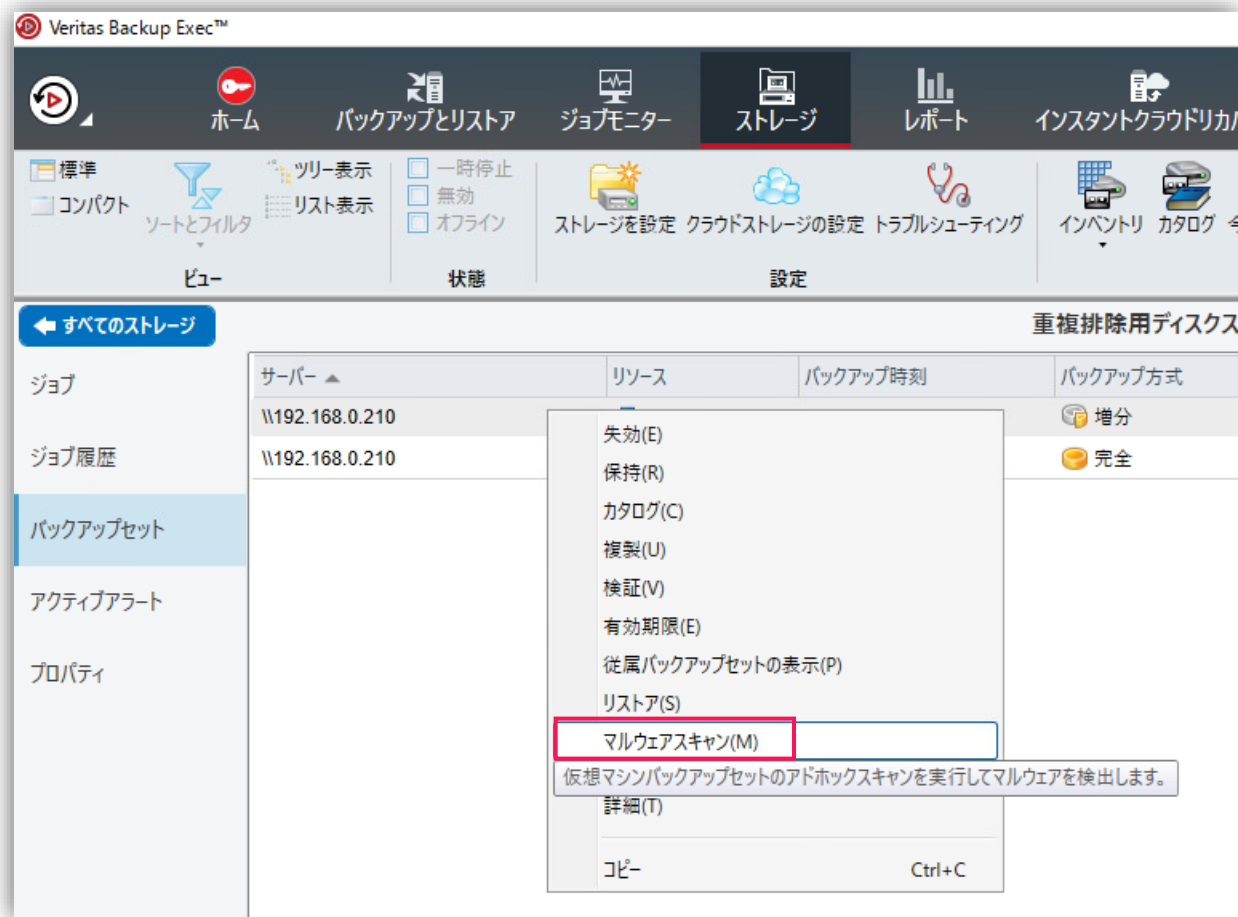 Veritas Backup Exec™
ホーム
バックアップとリストア
ジョブモニター
ストレージ
レポート
インスタントクラウドリカバ
標準
コンパクト
ソートとフィルタ
ツリー表示
リスト表示
ビュー
一時停止
無効
オフライン
状態
ストレージを設定
クラウドストレージの設定
トラブルシューティング
設定
インベントリ
カタログ
すべてのストレージ
重複排除用ディスクス
ジョブ
ジョブ履歴
バックアップセット
アクティブアラート
プロパティ
サーバー リソース バックアップ時刻 バックアップ方式
\\192.168.0.210 増分
\\192.168.0.210 完全
失効(E)
保持(R)
カタログ(C)
複製(U)
検証(V)
有効期限(E)
従属バックアップセットの表示(P)
リストア(S)
マルウェアスキャン(M)
仮想マシンバックアップセットのアドホックスキャンを実行してマルウェアを検出します。
詳細(T)
コピー Ctrl+C